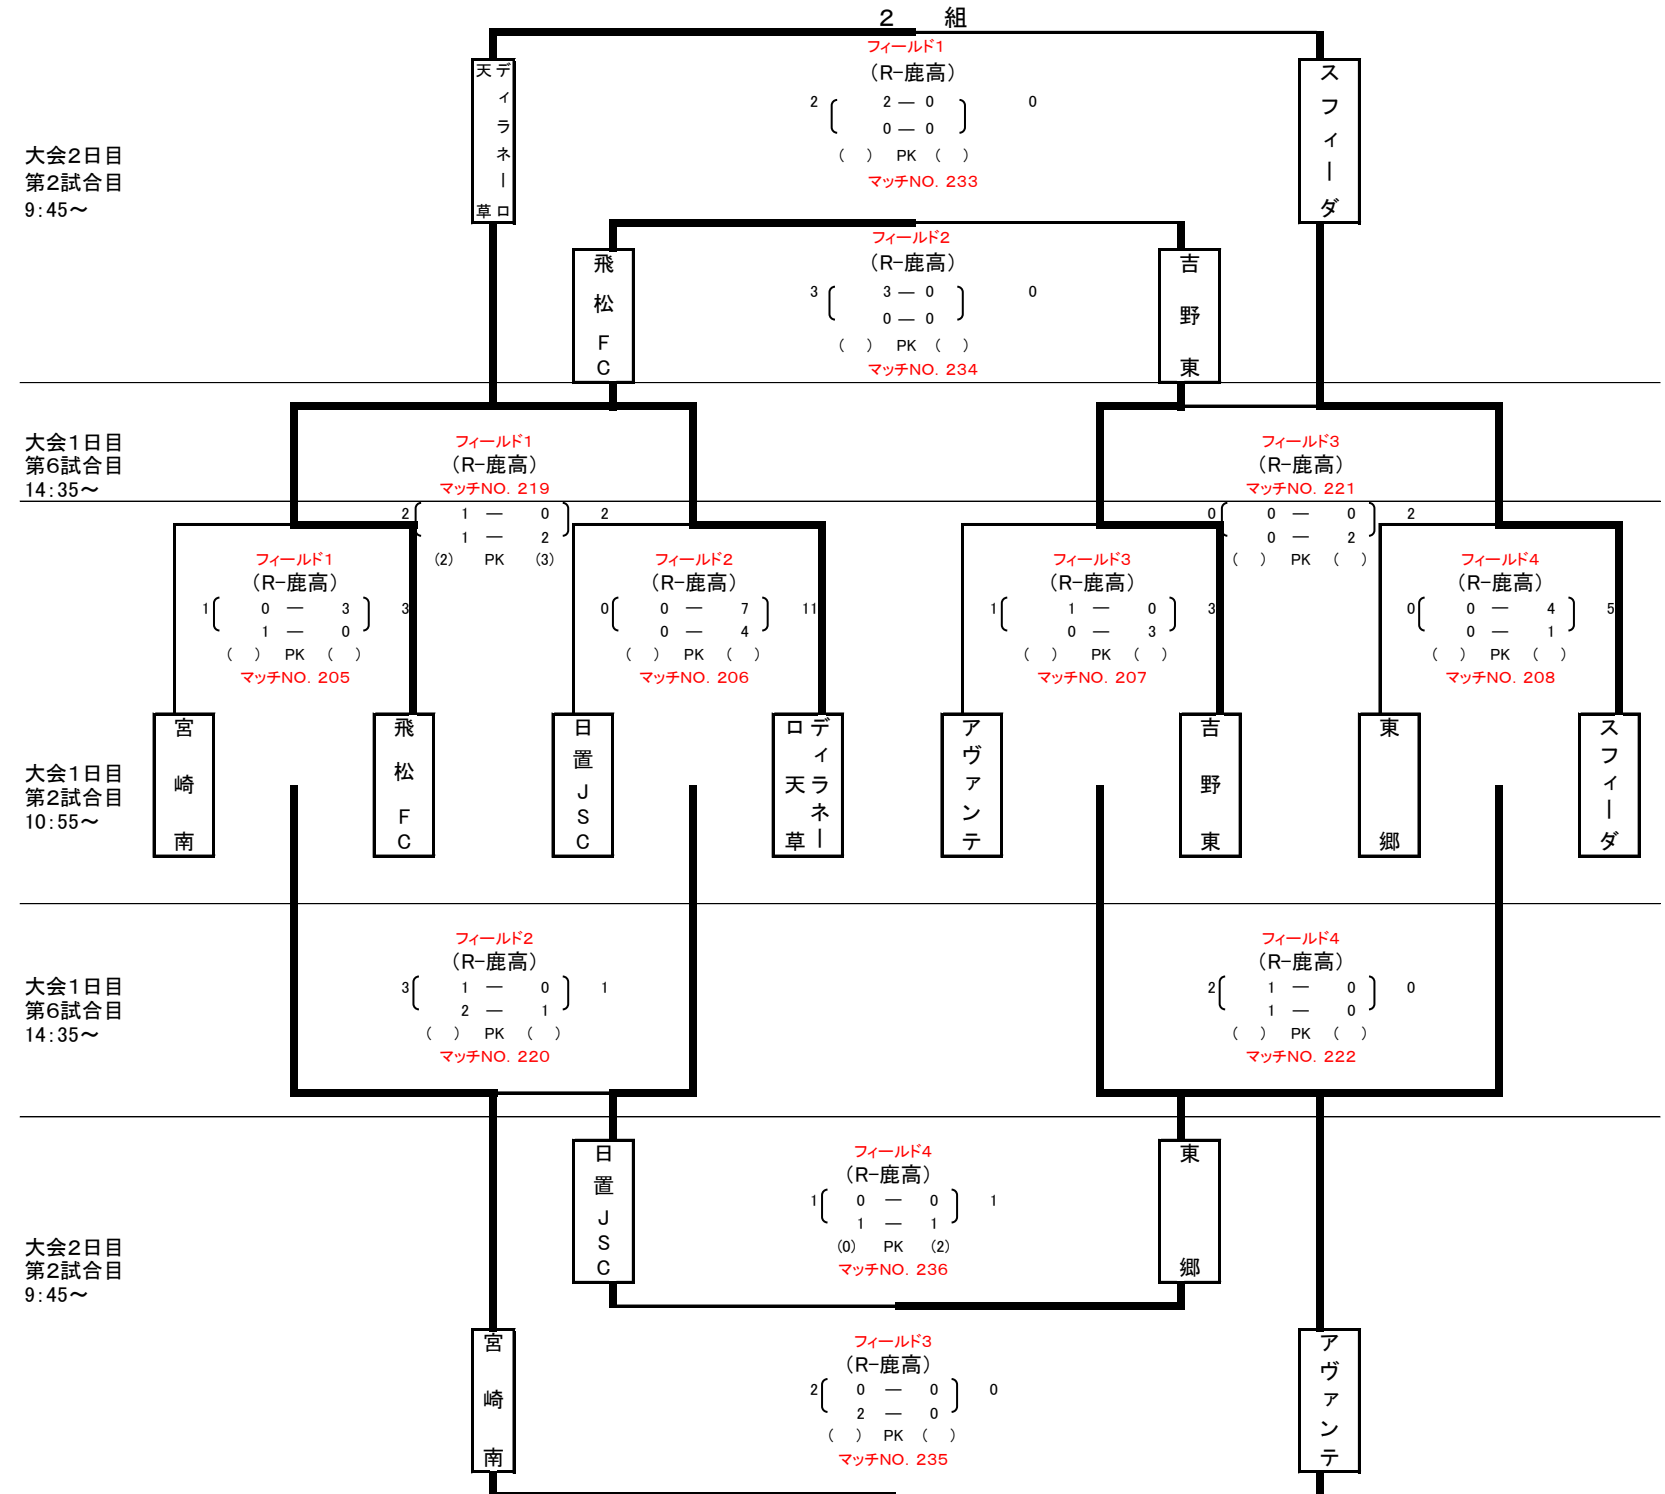 ２　組
フィールド1
（R-鹿高）
2 2 ― 0 0
0 ― 0
（　） PK （　）
マッチNO. 233
ディラネーロ天草
スフィーダ
大会2日目
第2試合目
9:45～
フィールド2
（R-鹿高）
3 3 ― 0 0
0 ― 0
（　） PK （　）
マッチNO. 234
飛松FC
吉野東
大会1日目
第6試合目
14:35～
フィールド1
（R-鹿高）
マッチNO. 219
2 1 ― 0 2
1 ― 2
(2) PK (3)
フィールド3
（R-鹿高）
マッチNO. 221
0 0 ― 0 2
0 ― 2
（　） PK （　）
フィールド1
（R-鹿高）
1 0 ― 3 3
1 ― 0
（　） PK （　）
マッチNO. 205
フィールド2
（R-鹿高）
0 0 ― 7 11
0 ― 4
（　） PK （　）
マッチNO. 206
フィールド3
（R-鹿高）
1 1 ― 0 3
0 ― 3
（　） PK （　）
マッチNO. 207
フィールド4
（R-鹿高）
0 0 ― 4 5
0 ― 1
（　） PK （　）
マッチNO. 208
大会1日目
第2試合目
10:55～
宮崎南
飛松FC
日置JSC
ディラネーロ天草
アヴァンテ
吉野東
東郷
スフィーダ
大会1日目
第6試合目
14:35～
フィールド2
（R-鹿高）
3 1 ― 0 1
2 ― 1
（　） PK （　）
マッチNO. 220
フィールド4
（R-鹿高）
2 1 ― 0 0
1 ― 0
（　） PK （　）
マッチNO. 222
大会2日目
第2試合目
9:45～
日置JSC
東郷
フィールド4
（R-鹿高）
1 0 ― 0 1
1 ― 1
(0) PK (2)
マッチNO. 236
宮崎南
アヴァンテ
フィールド3
（R-鹿高）
2 0 ― 0 0
2 ― 0
（　） PK （　）
マッチNO. 235